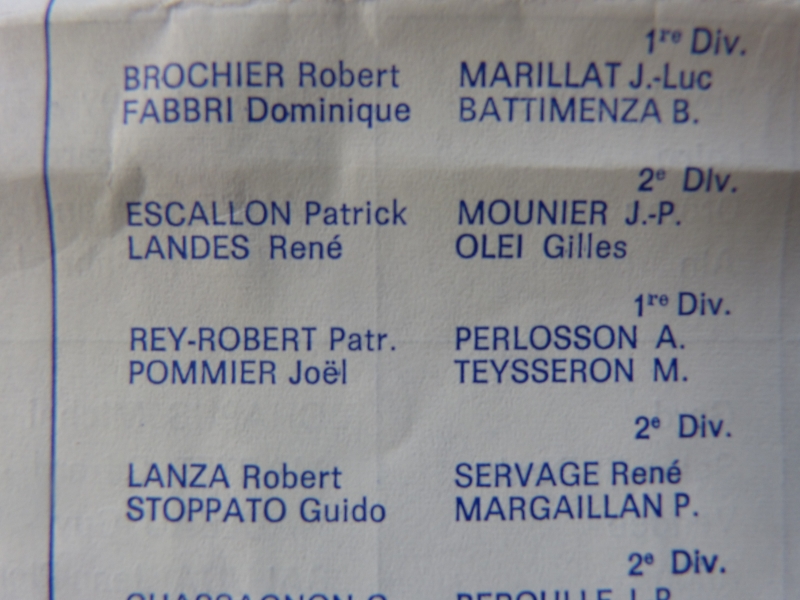 1re Div.
BROCHIER Robert MARILLAT J.-Luc
FABBRI Dominique BATTIMENZA B.
2e Div.
ESCALLON Patrick MOUNIER J.-P.
LANDES René OLEI Gilles
1re Div.
REY-ROBERT Patr. PERLOSSON A.
POMMIER Joël TEYSSERON M.
2e Div.
LANZA Robert SERVAGE René
STOPPATO Guido MARGAILLAN P.
2e Div.